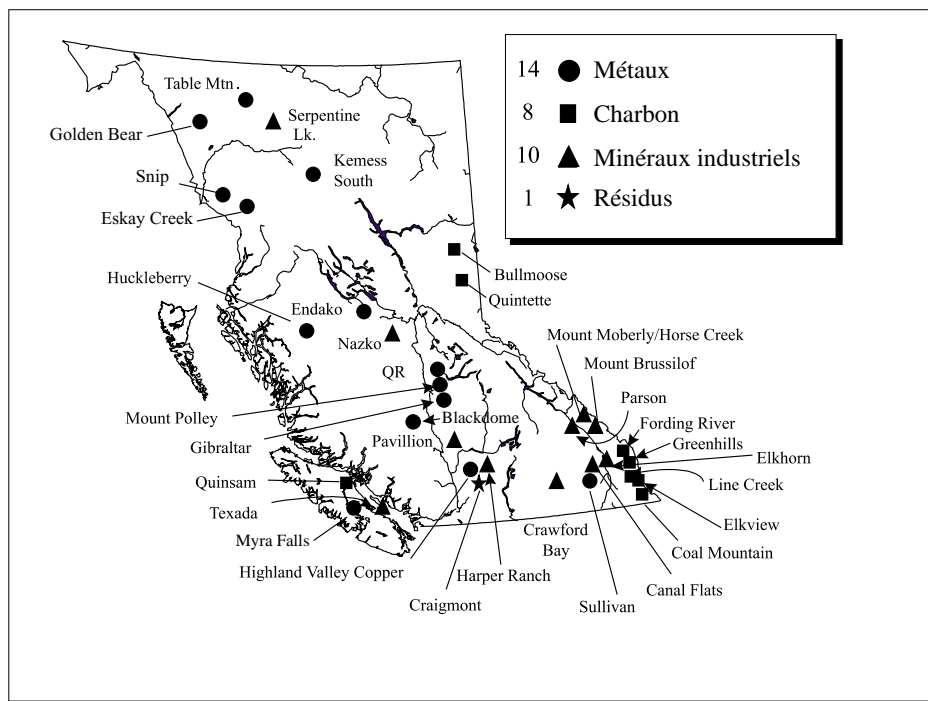 14 Métaux
8 Charbon
10 Minéraux industriels
1 Résidus
Table Mtn.
Golden Bear
Serpentine
Lk.
Kemess
South
Snip
Eskay Creek
Bullmoose
Quintette
Huckleberry
Endako
Nazko
Mount Moberly/Horse Creek
Mount Brussilof
QR
Parson
Mount Polley
Blackdome
Fording River
Gibraltar
Pavillion
Greenhills
Elkhorn
Quinsam
Line Creek
Texada
Elkview
Myra Falls
Crawford
Bay
Coal Mountain
Highland Valley Copper
Harper Ranch
Canal Flats
Craigmont
Sullivan